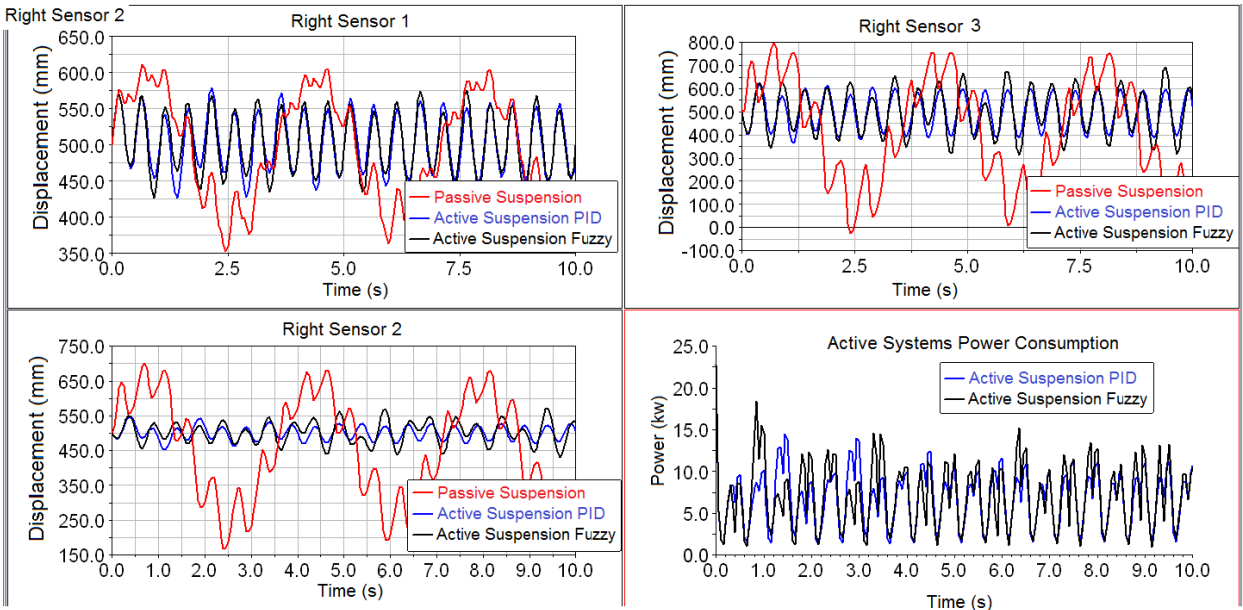 Right Sensor 2
Right Sensor 1
650.0
600.0
550.0
500.0
450.0
400.0
350.0
Displacement (mm)
Passive Suspension
Active Suspension PID
Active Suspension Fuzzy
0.0 2.5 5.0 7.5 10.0
Time (s)
Right Sensor 3
800.0
700.0
600.0
500.0
400.0
300.0
200.0
100.0
0.0
-100.0
Displacement (mm)
Passive Suspension
Active Suspension PID
Active Suspension Fuzzy
0.0 2.5 5.0 7.5 10.0
Time (s)
Right Sensor 2
750.0
650.0
550.0
450.0
350.0
250.0
150.0
Displacement (mm)
Passive Suspension
Active Suspension PID
Active Suspension Fuzzy
0.0 1.0 2.0 3.0 4.0 5.0 6.0 7.0 8.0 9.0 10.0
Time (s)
Active Systems Power Consumption
25.0
20.0
15.0
10.0
5.0
0.0
Power (kw)
Active Suspension PID
Active Suspension Fuzzy
0.0 1.0 2.0 3.0 4.0 5.0 6.0 7.0 8.0 9.0 10.0
Time (s)